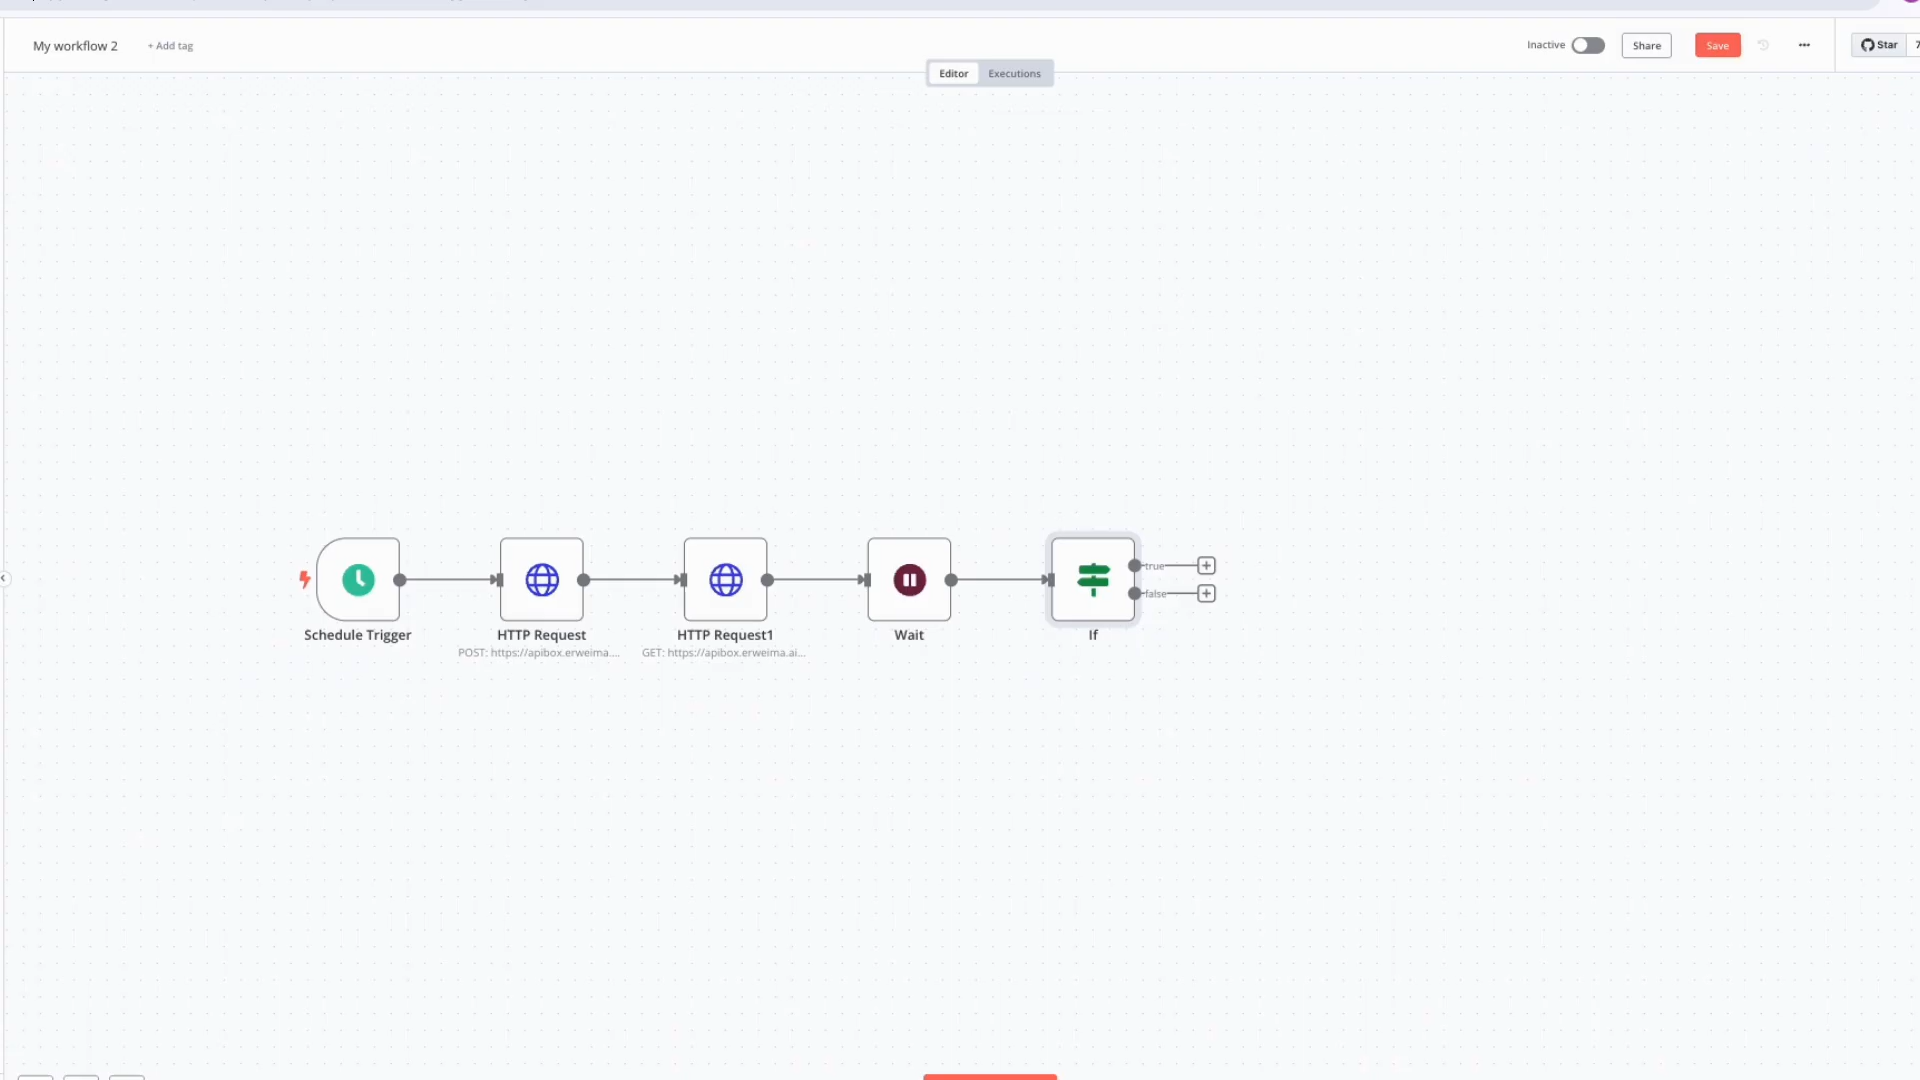 My workflow 2
+ Add tag
Inactive
Share
Save
Star
7
Editor
Executions
true
false
Schedule Trigger
HTTP Request
HTTP Request1
Wait
If
POST: https://apibox.erweima....
GET: https://apibox.erweima.ai...